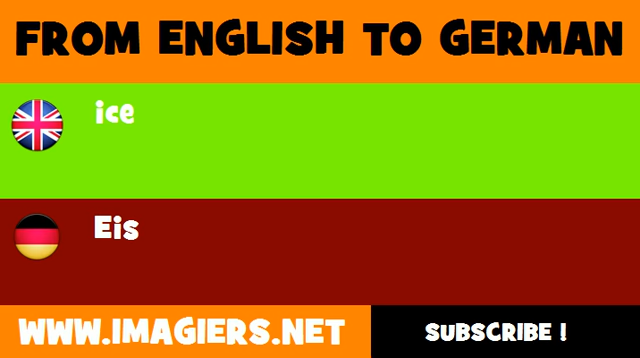 FROM ENGLISH TO GERMAN
ice
Eis
WWW.IMAGIERS.NET
SUBSCRIBE !